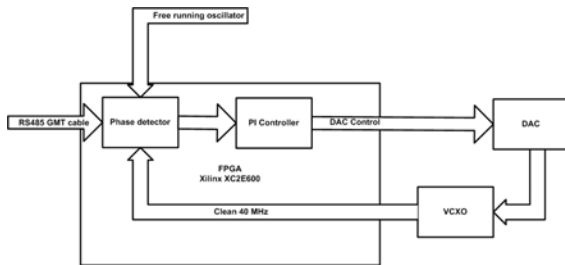 Free running oscillator
RS485 GMT cable
Phase detector
PI Controller
DAC Control
DAC
FPGA
Xilinx XC2E600
Clean 40 MHz
VCXO